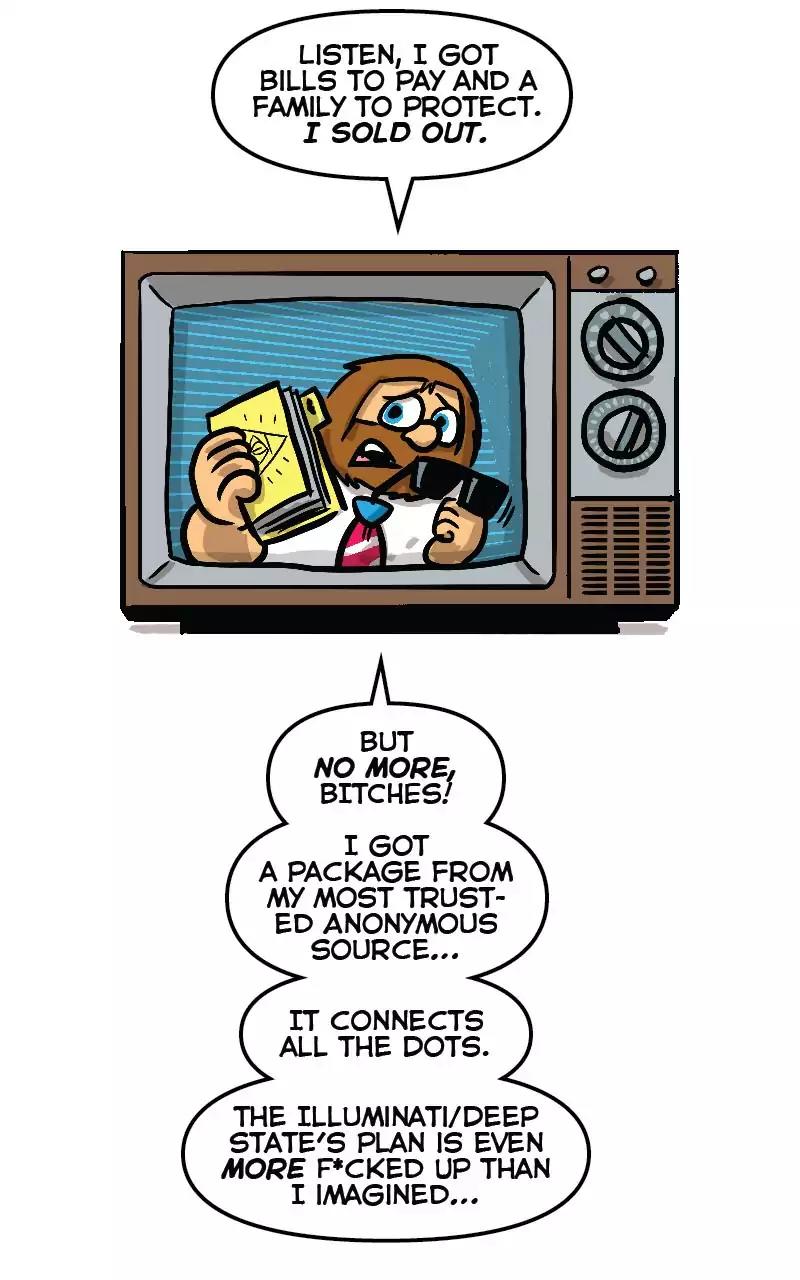 LISTEN, I GOT
BILLS TO PAY AND A
FAMILY TO PROTECT.
I SOLD OUT.
BUT
NO MORE,
BITCHES!
I GOT
A PACKAGE FROM
MY MOST TRUST-
ED ANONYMOUS
SOURCE...
IT CONNECTS
ALL THE DOTS.
THE ILLUMINATI/DEEP
STATE'S PLAN IS EVEN
MORE F*CKED UP THAN
I IMAGINED...